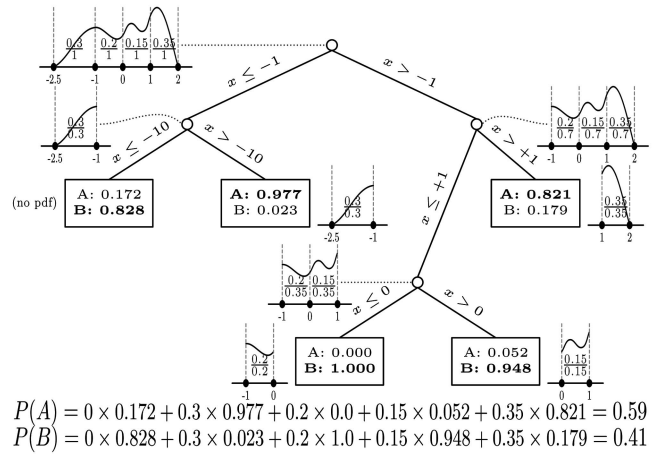 0.3 0.2 0.15 0.35
1 1 1 1
-2.5 -1 0 1 2
x ≤ −1
x > −1
0.3
0.3
-2.5 -1
x ≤ −10
x > −10
0.2 0.15 0.35
0.7 0.7 0.7
-1 0 1 2
x ≤ +1
x > +1
(no pdf)
A: 0.172
B: 0.828
A: 0.977
B: 0.023
0.3
0.3
-2.5 -1
A: 0.821
B: 0.179
0.35
0.35
1 2
0.2 0.15
0.35 0.35
-1 0 1
x ≤ 0
x > 0
0.2
0.2
-1 0
A: 0.000
B: 1.000
A: 0.052
B: 0.948
0.15
0.15
0 1
P(A) = 0 × 0.172 + 0.3 × 0.977 + 0.2 × 0.0 + 0.15 × 0.052 + 0.35 × 0.821 = 0.59
P(B) = 0 × 0.828 + 0.3 × 0.023 + 0.2 × 1.0 + 0.15 × 0.948 + 0.35 × 0.179 = 0.41